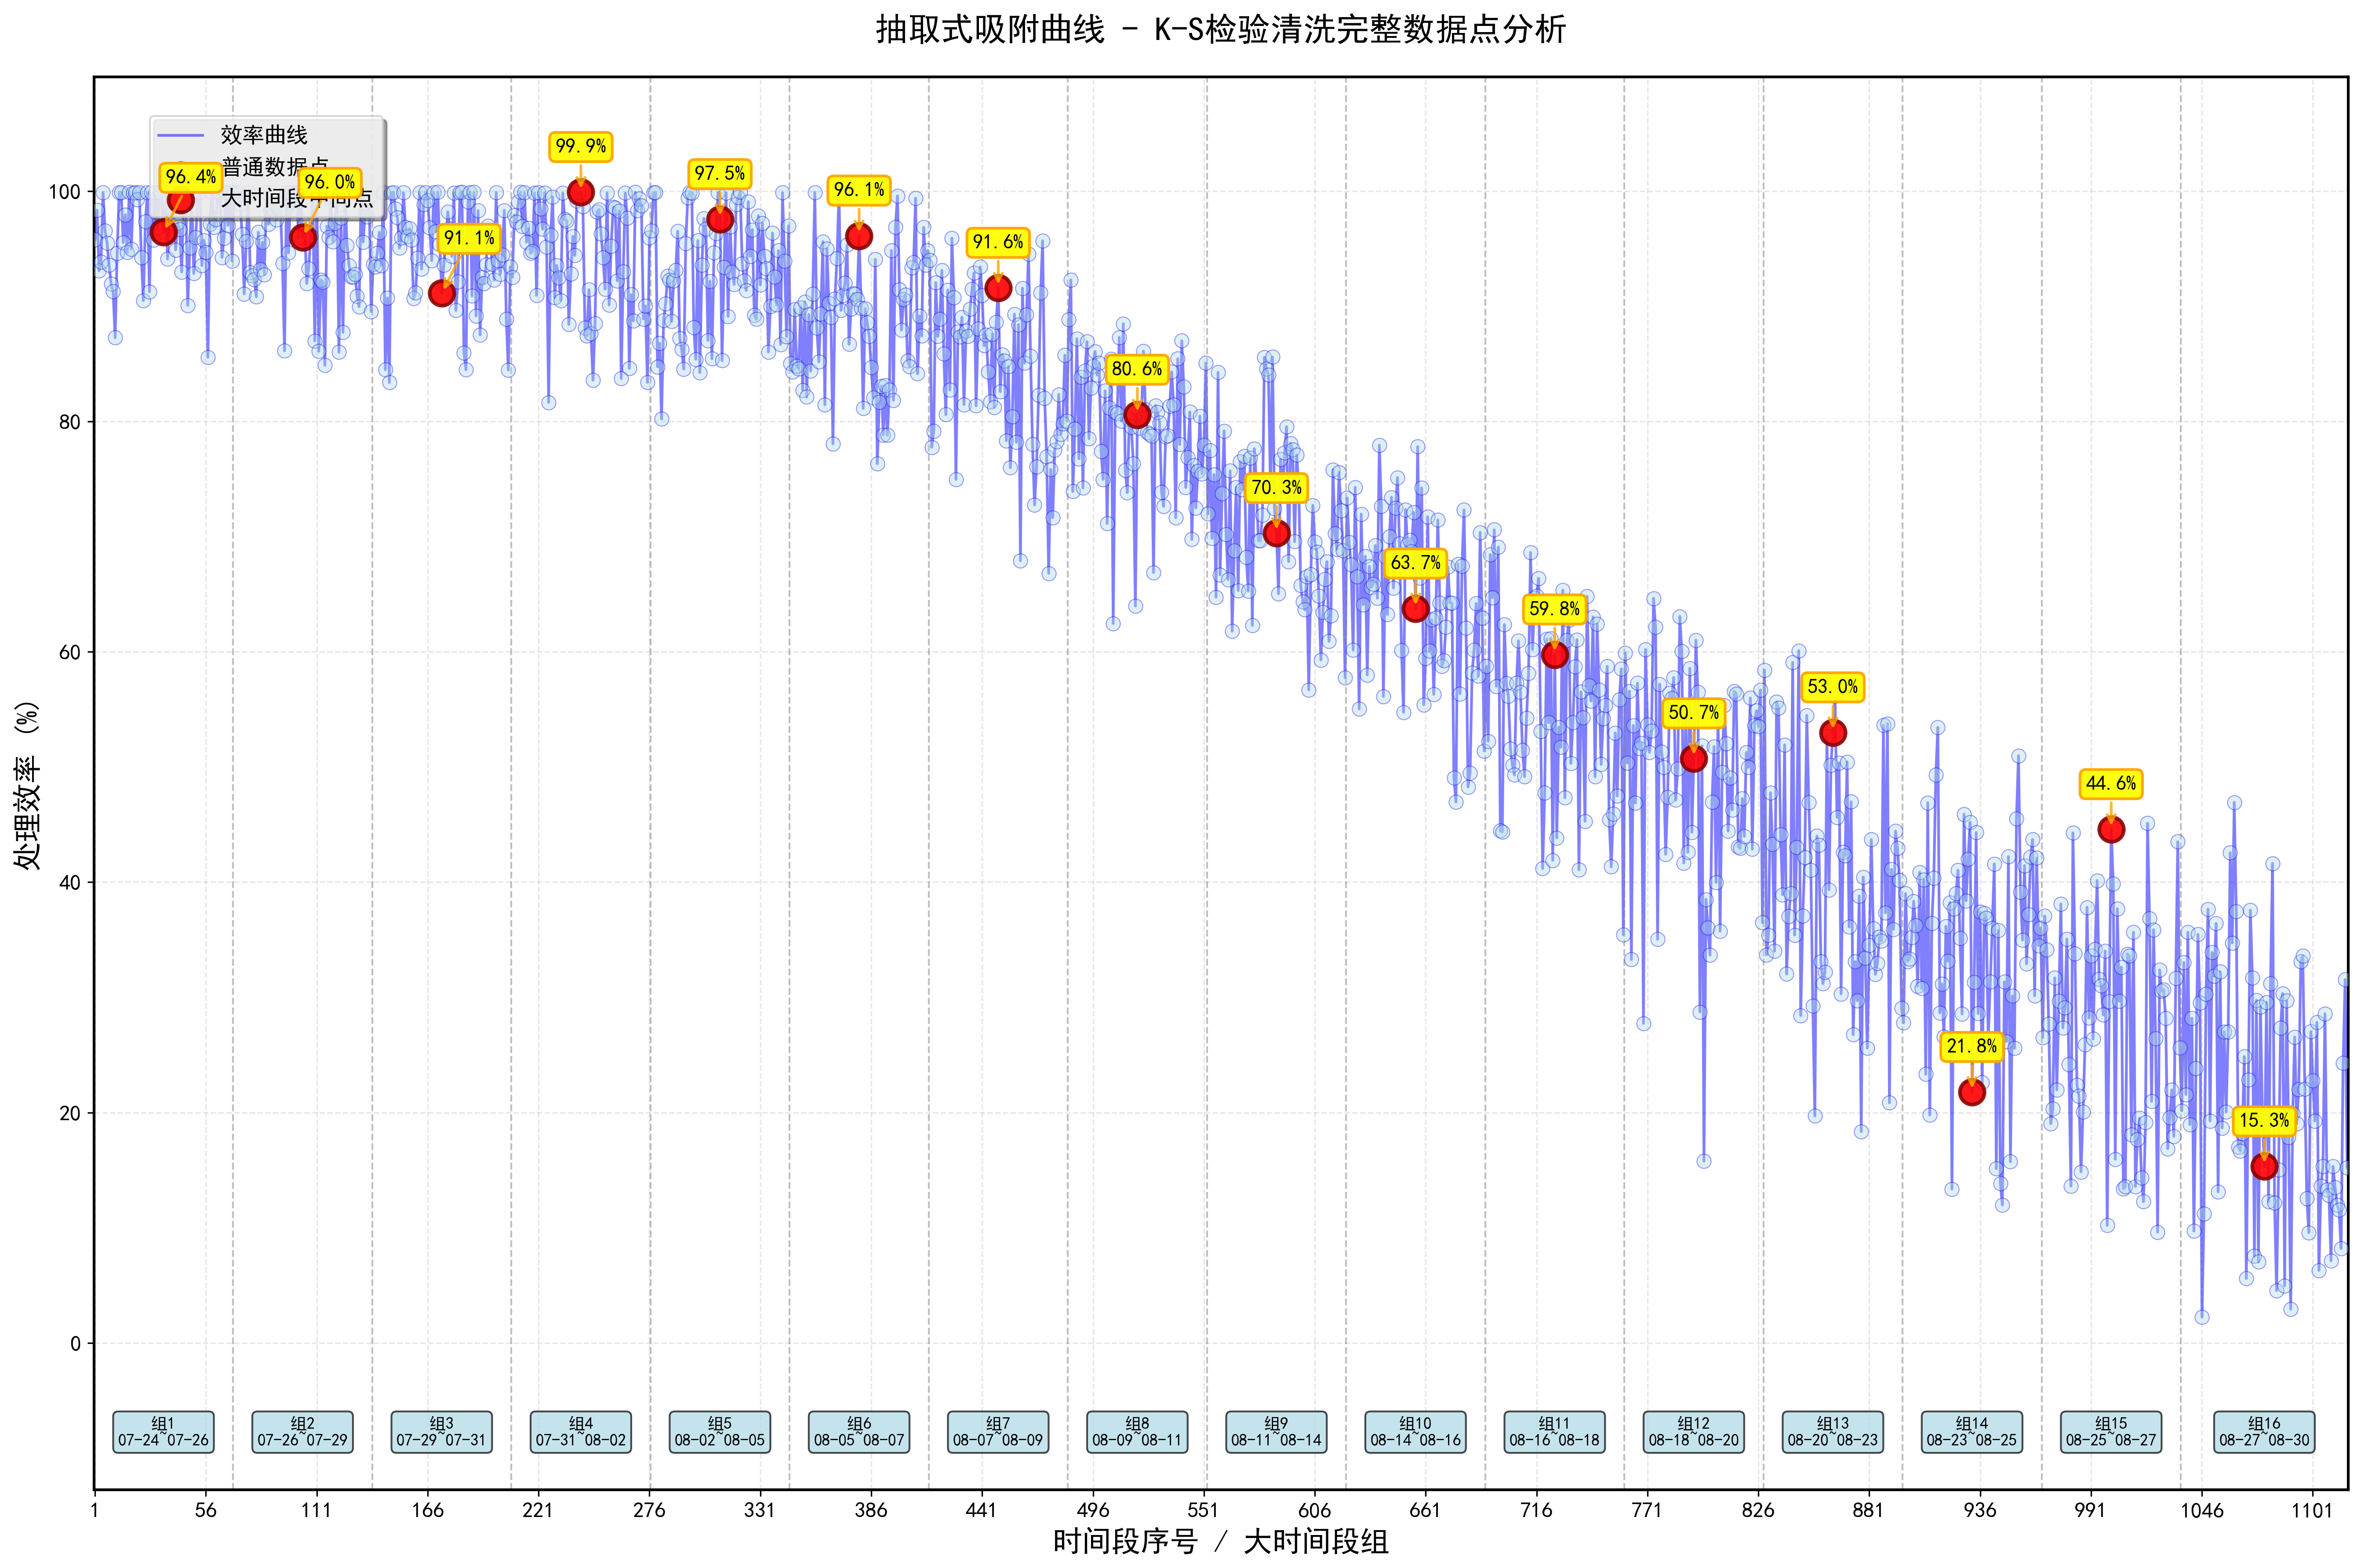 抽取式吸附曲线 - K-S检验清洗完整数据点分析
效率曲线
普通数据点
大时间段中间点
96.4%
96.0%
91.1%
99.9%
97.5%
96.1%
91.6%
80.6%
70.3%
63.7%
59.8%
50.7%
53.0%
21.8%
44.6%
15.3%
处理效率 (%)
100
80
60
40
20
0
组1
07-24~07-26
组2
07-26~07-29
组3
07-29~07-31
组4
07-31~08-02
组5
08-02~08-05
组6
08-05~08-07
组7
08-07~08-09
组8
08-09~08-11
组9
08-11~08-14
组10
08-14~08-16
组11
08-16~08-18
组12
08-18~08-20
组13
08-20~08-23
组14
08-23~08-25
组15
08-25~08-27
组16
08-27~08-30
1 56 111 166 221 276 331 386 441 496 551 606 661 716 771 826 881 936 991 1046 1101
时间段序号 / 大时间段组